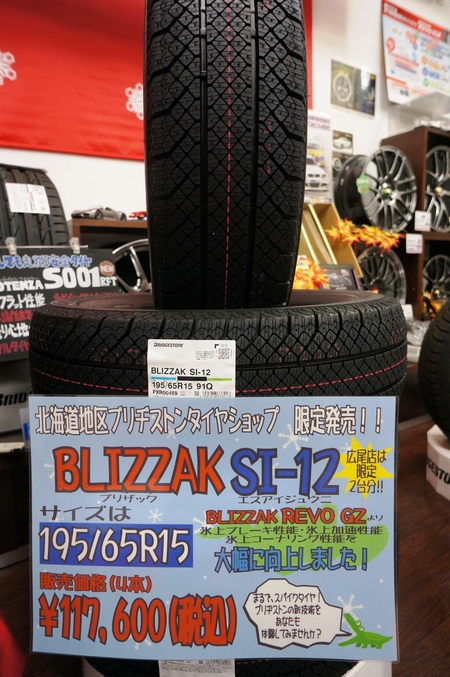 S001
RFT
BRIDGESTONE
BLIZZAK SI-12
195/65R15 91Q
PXR00459
北海道地区ブリヂストンタイヤショップ 限定発売!!
BLIZZAK SI-12
ブリザック エスアイジュウニ
広尾店は
限定
2台分!!
サイズは
195/65R15
BLIZZAK REVO GZより
氷上ブレーキ性能・氷上加速性能
氷上コーナリング性能を
大幅に向上しました!
販売価格(4本)
¥117,600(税込)
まるで、スパイクタイヤ!
ブリヂストンの新技術を
あなたも
体験してみませんか?